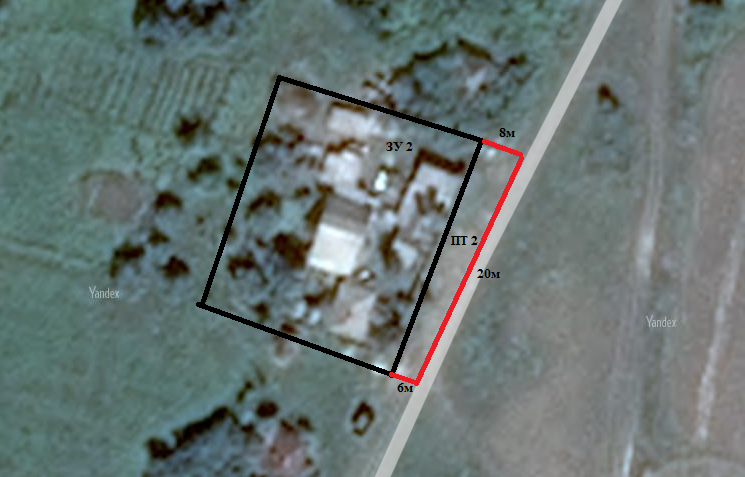 8м
ЗУ 2
ПТ 2
20м
Yandex
Yandex
6м